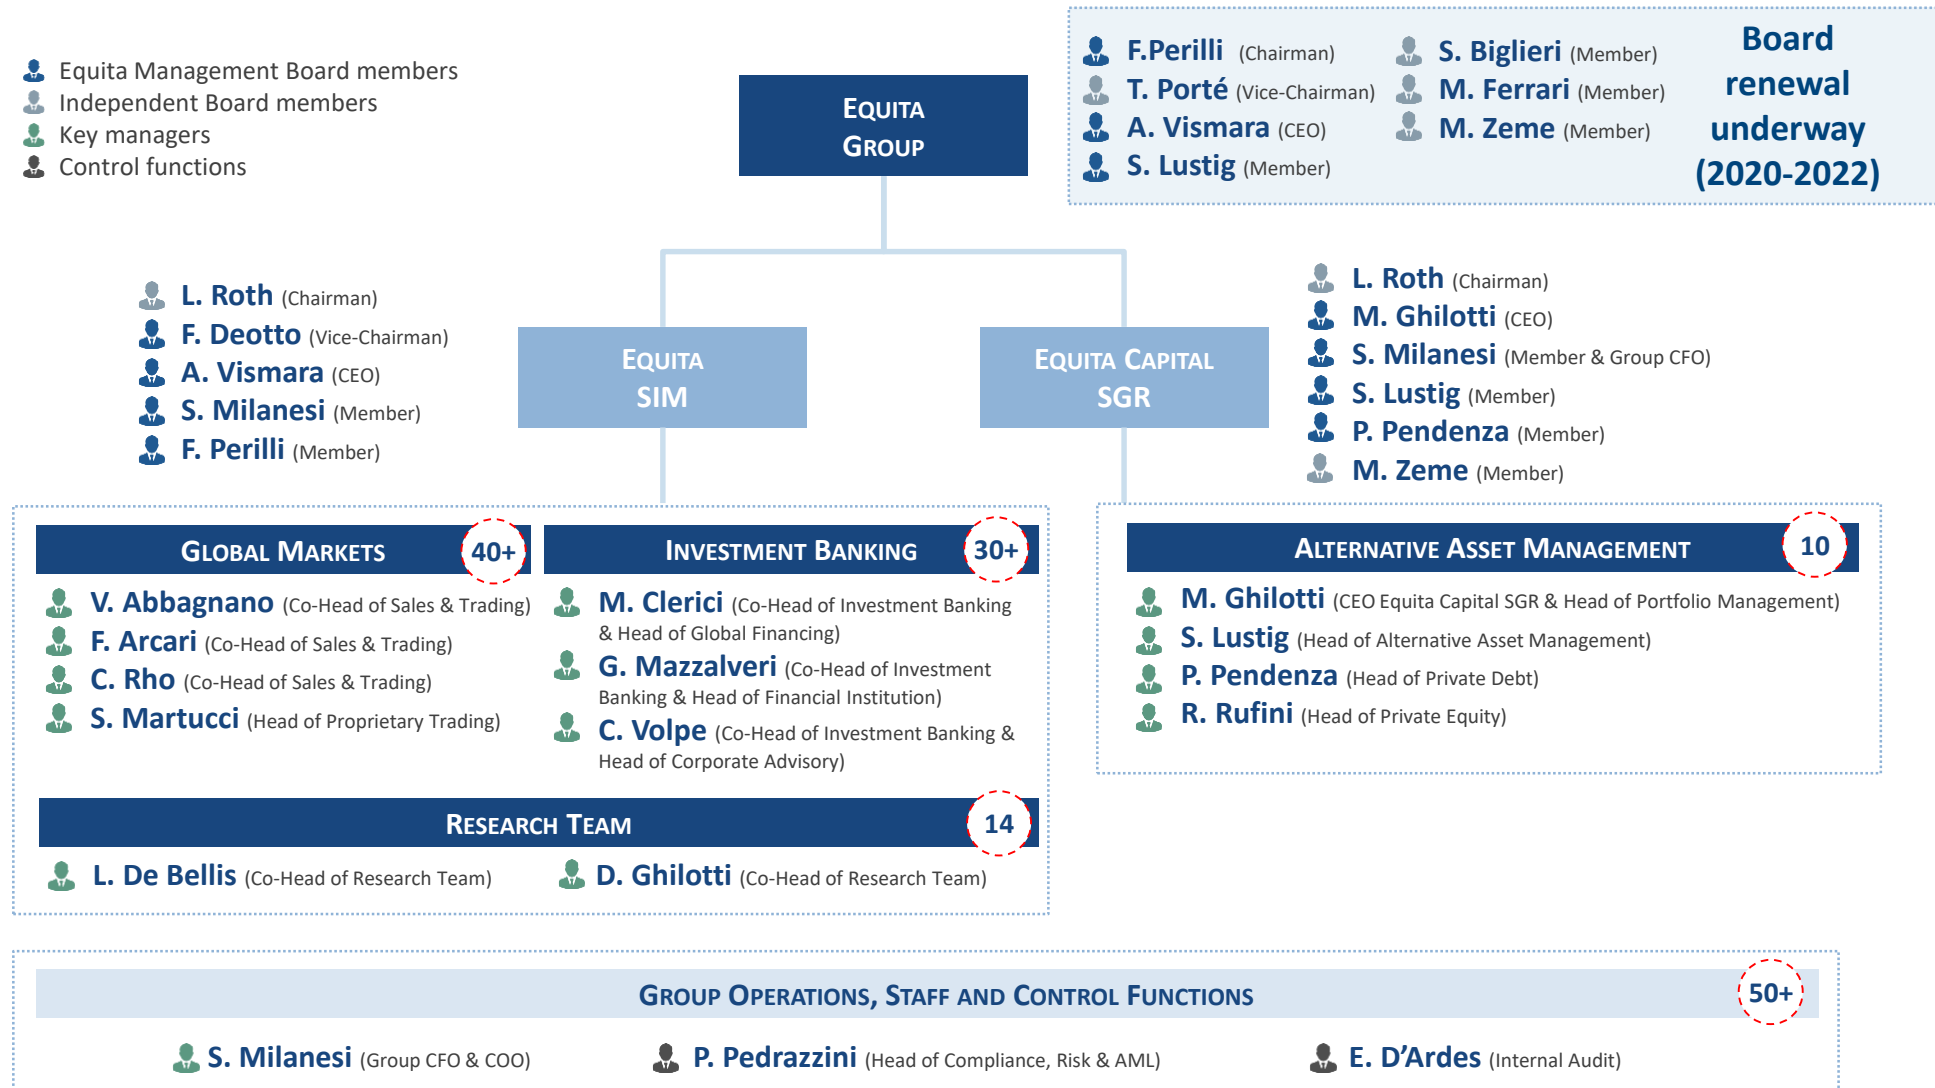 Equita Management Board members
Independent Board members
Key managers
Control functions
EQUITA
GROUP
F.Perilli (Chairman)
T. Porté (Vice-Chairman)
A. Vismara (CEO)
S. Lustig (Member)
S. Biglieri (Member)
M. Ferrari (Member)
M. Zeme (Member)
Board
renewal
underway
(2020-2022)
L. Roth (Chairman)
F. Deotto (Vice-Chairman)
A. Vismara (CEO)
S. Milanesi (Member)
F. Perilli (Member)
EQUITA
SIM
EQUITA CAPITAL
SGR
L. Roth (Chairman)
M. Ghilotti (CEO)
S. Milanesi (Member & Group CFO)
S. Lustig (Member)
P. Pendenza (Member)
M. Zeme (Member)
GLOBAL MARKETS 40+
V. Abbagnano (Co-Head of Sales & Trading)
F. Arcari (Co-Head of Sales & Trading)
C. Rho (Co-Head of Sales & Trading)
S. Martucci (Head of Proprietary Trading)
INVESTMENT BANKING 30+
M. Clerici (Co-Head of Investment Banking
& Head of Global Financing)
G. Mazzalveri (Co-Head of Investment
Banking & Head of Financial Institution)
C. Volpe (Co-Head of Investment Banking &
Head of Corporate Advisory)
ALTERNATIVE ASSET MANAGEMENT 10
M. Ghilotti (CEO Equita Capital SGR & Head of Portfolio Management)
S. Lustig (Head of Alternative Asset Management)
P. Pendenza (Head of Private Debt)
R. Rufini (Head of Private Equity)
RESEARCH TEAM 14
L. De Bellis (Co-Head of Research Team)
D. Ghilotti (Co-Head of Research Team)
GROUP OPERATIONS, STAFF AND CONTROL FUNCTIONS 50+
S. Milanesi (Group CFO & COO)
P. Pedrazzini (Head of Compliance, Risk & AML)
E. D'Ardes (Internal Audit)